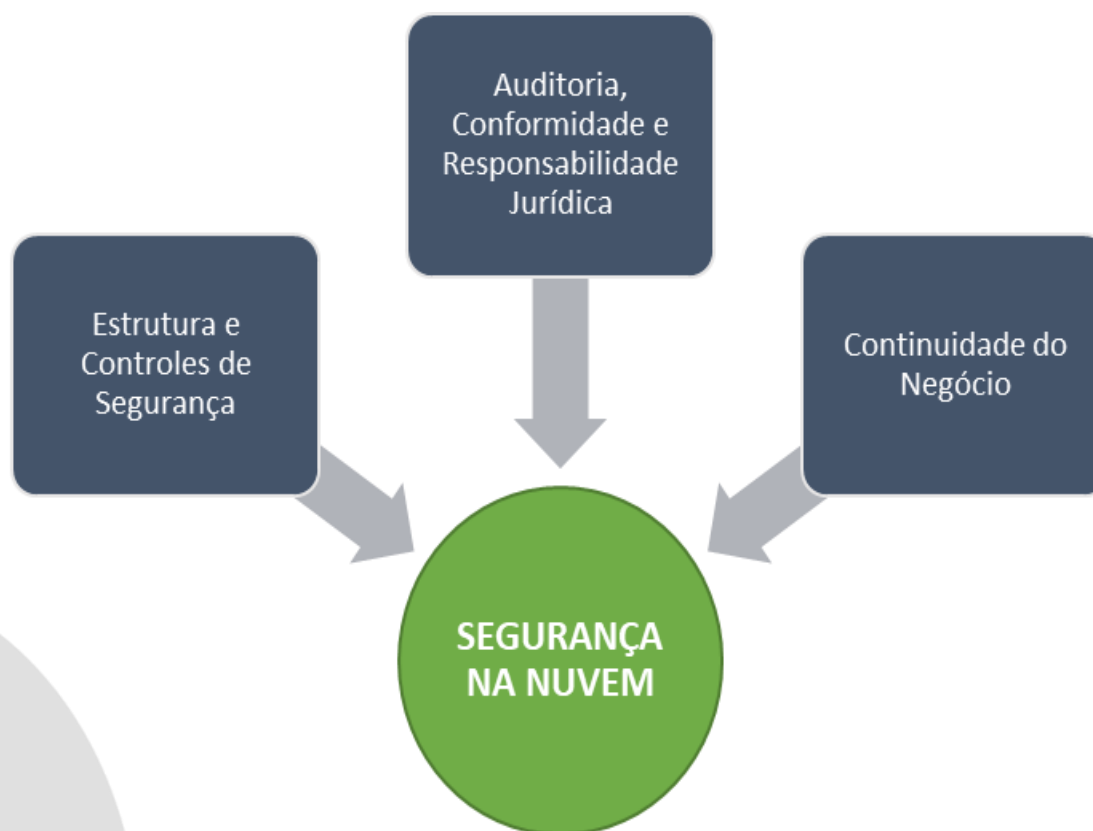 Auditoria,
Conformidade e
Responsabilidade
Jurídica
Estrutura e
Controles de
Segurança
Continuidade do
Negócio
SEGURANÇA
NA NUVEM